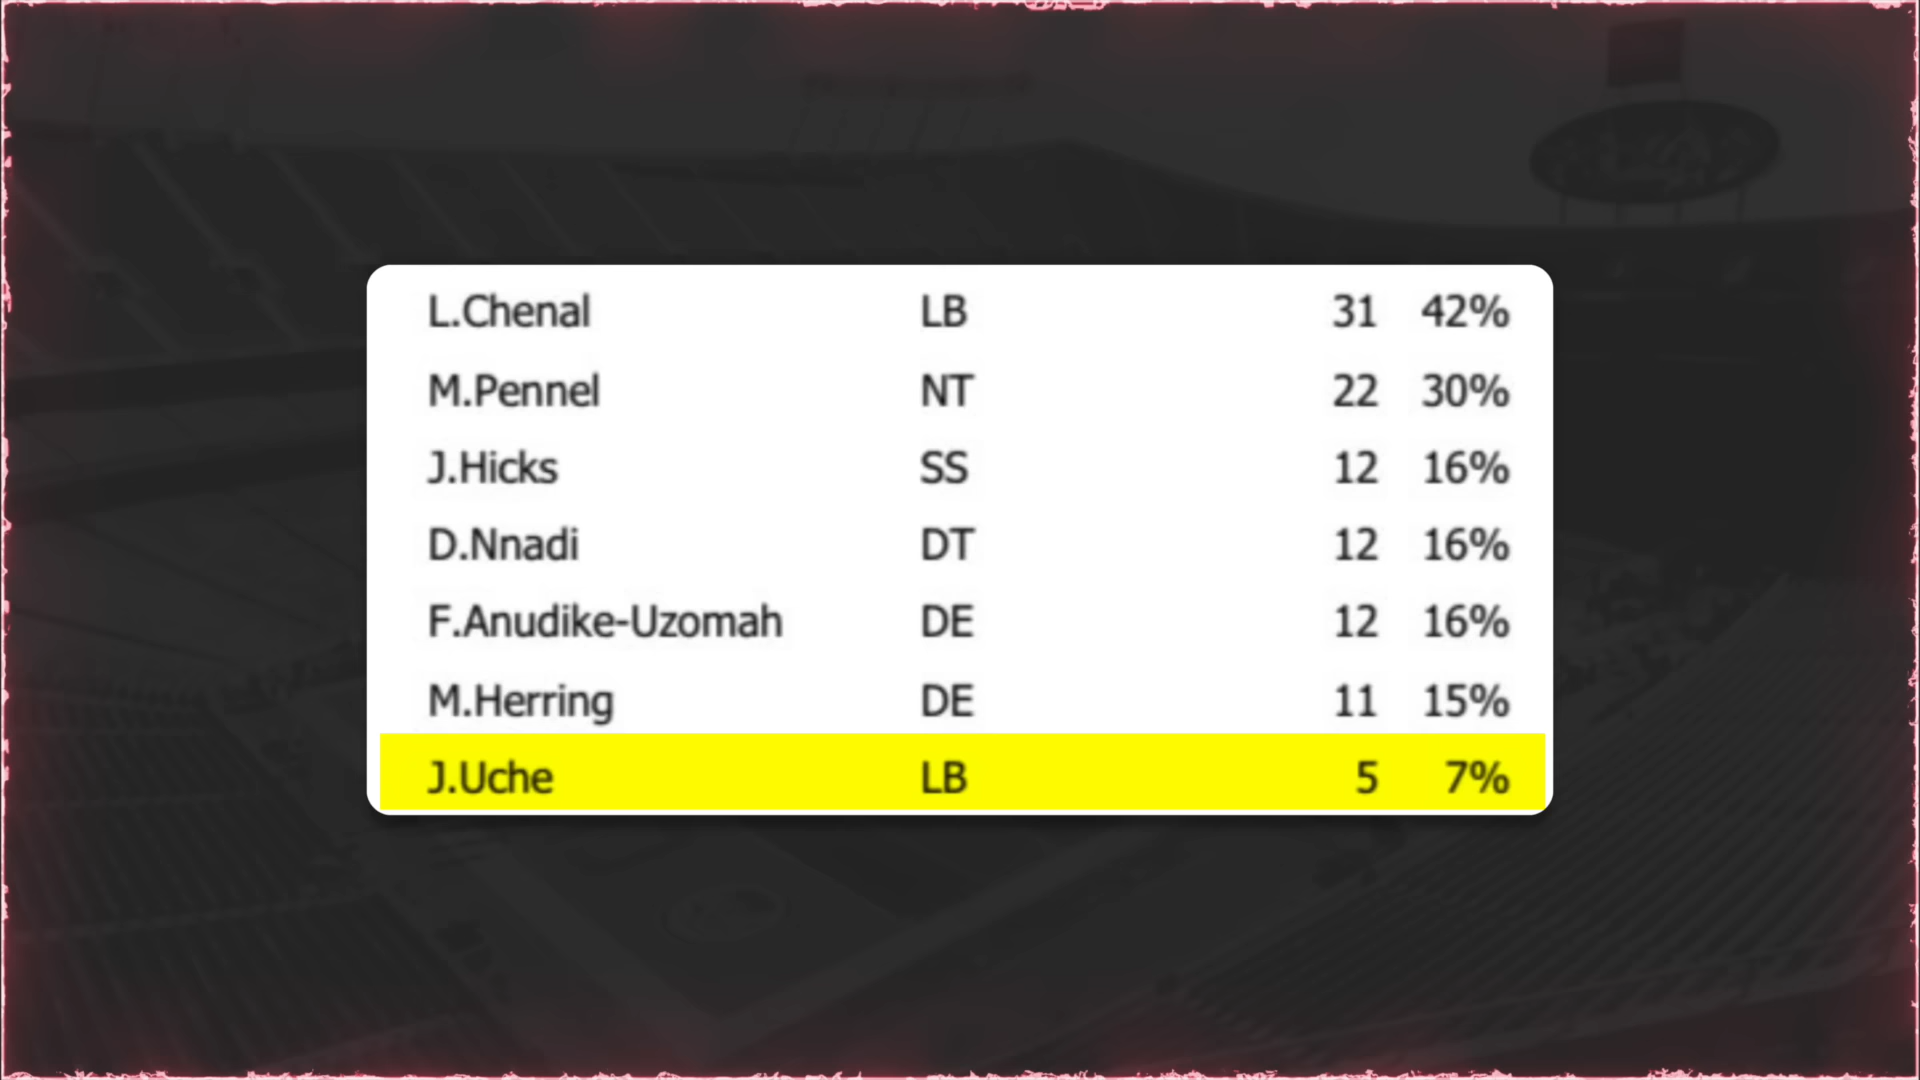 L.Chenal LB 31 42%
M.Pennel NT 22 30%
J.Hicks SS 12 16%
D.Nnadi DT 12 16%
F.Anudike-Uzomah DE 12 16%
M.Herring DE 11 15%
J.Uche LB 5 7%